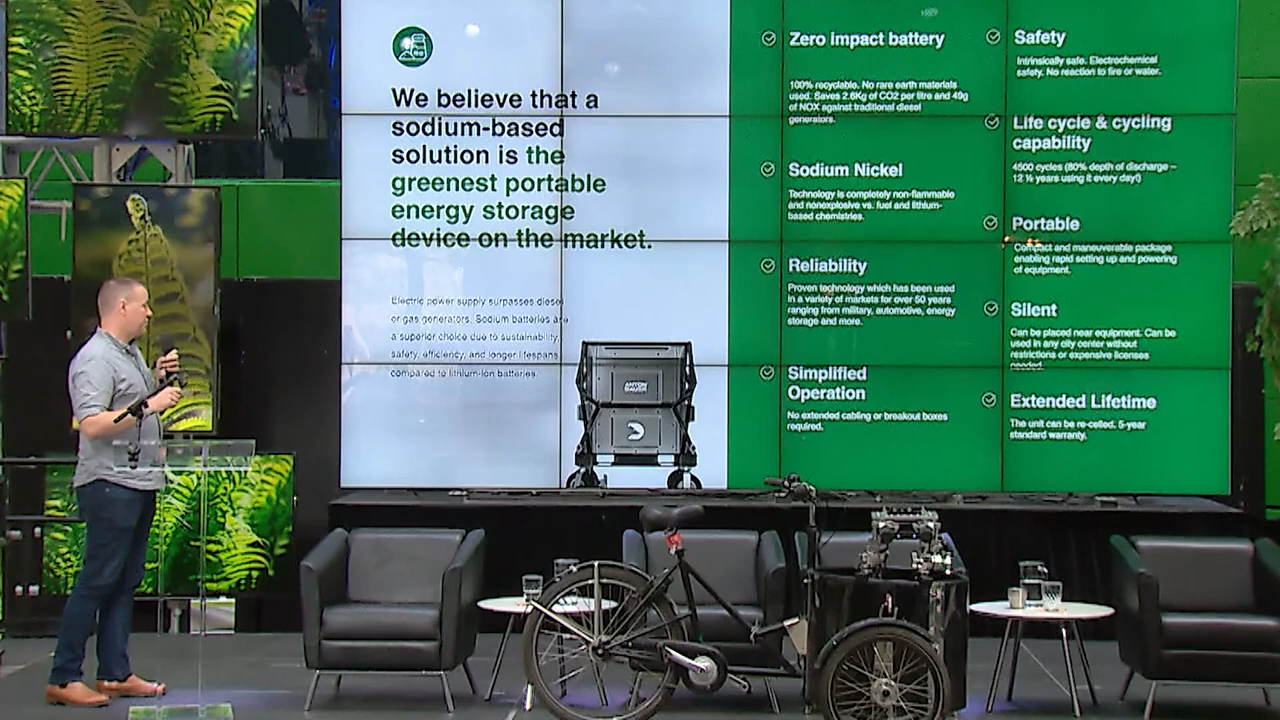 We believe that a
sodium-based
solution is the
greenest portable
energy storage
device on the market.
Electric power supply surpasses diesel
or gas generators. Sodium batteries are
a superior choice due to sustainability,
safety, efficiency, and longer lifespans
compared to lithium-ion batteries.
ANTON
BAUER
Zero impact battery
100% recyclable. No rare earth materials
used. Saves 2.6Kg of CO2 per litre and 49g
of NOX against traditional diesel
generators.
Sodium Nickel
Technology is completely non-flammable
and nonexplosive vs. fuel and lithium-
based chemistries.
Reliability
Proven technology which has been used
in a variety of markets for over 50 years
ranging from military, automotive, energy
storage and more.
Simplified
Operation
No extended cabling or breakout boxes
required.
Safety
Intrinsically safe. Electrochemical
safety. No reaction to fire or water.
Life cycle & cycling
capability
4500 cycles (80% depth of discharge –
12 ½ years using it every day!)
Portable
Compact and maneuverable package
enabling rapid setting up and powering
of equipment.
Silent
Can be placed near equipment. Can be
used in any city center without
restrictions or expensive licenses
needed.
Extended Lifetime
The unit can be re-celled. 5-year
standard warranty.